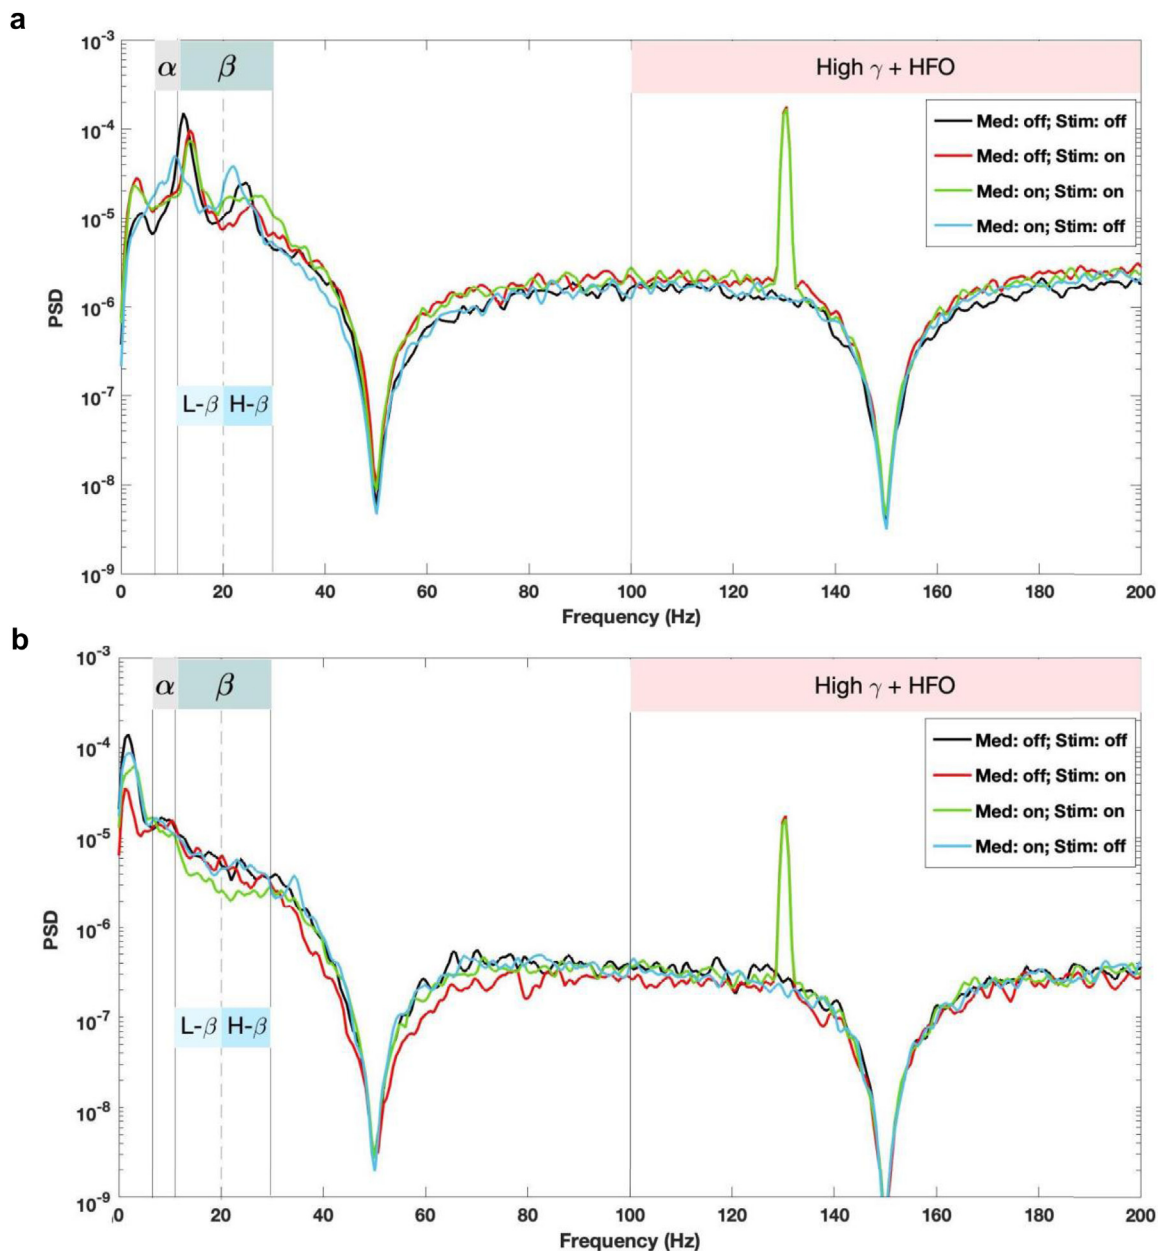 a
10⁻³
α β High γ + HFO
Med: off; Stim: off
10⁻⁴
Med: off; Stim: on
Med: on; Stim: on
10⁻⁵
Med: on; Stim: off
PSD
10⁻⁶
10⁻⁷
L-β H-β
10⁻⁸
10⁻⁹
0 20 40 60 80 100 120 140 160 180 200
Frequency (Hz)
b
10⁻³
α β High γ + HFO
Med: off; Stim: off
10⁻⁴
Med: off; Stim: on
Med: on; Stim: on
10⁻⁵
Med: on; Stim: off
PSD
10⁻⁶
10⁻⁷
L-β H-β
10⁻⁸
10⁻⁹
0 20 40 60 80 100 120 140 160 180 200
Frequency (Hz)